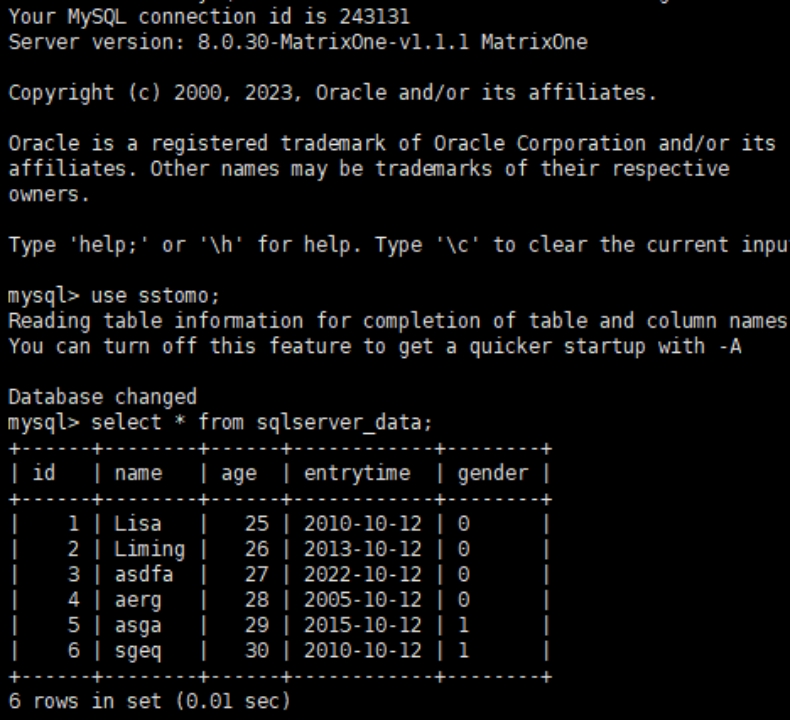 Your MySQL connection id is 243131
Server version: 8.0.30-MatrixOne-v1.1.1 MatrixOne

Copyright (c) 2000, 2023, Oracle and/or its affiliates.

Oracle is a registered trademark of Oracle Corporation and/or its
affiliates. Other names may be trademarks of their respective
owners.

Type 'help;' or '\h' for help. Type '\c' to clear the current inpu

mysql> use sstomo;
Reading table information for completion of table and column names
You can turn off this feature to get a quicker startup with -A

Database changed
mysql> select * from sqlserver_data;
+------+--------+------+------------+--------+
| id   | name   | age  | entrytime  | gender |
+------+--------+------+------------+--------+
|    1 | Lisa   |   25 | 2010-10-12 | 0      |
|    2 | Liming |   26 | 2013-10-12 | 0      |
|    3 | asdfa  |   27 | 2022-10-12 | 0      |
|    4 | aerg   |   28 | 2005-10-12 | 0      |
|    5 | asga   |   29 | 2015-10-12 | 1      |
|    6 | sgeq   |   30 | 2010-10-12 | 1      |
+------+--------+------+------------+--------+
6 rows in set (0.01 sec)